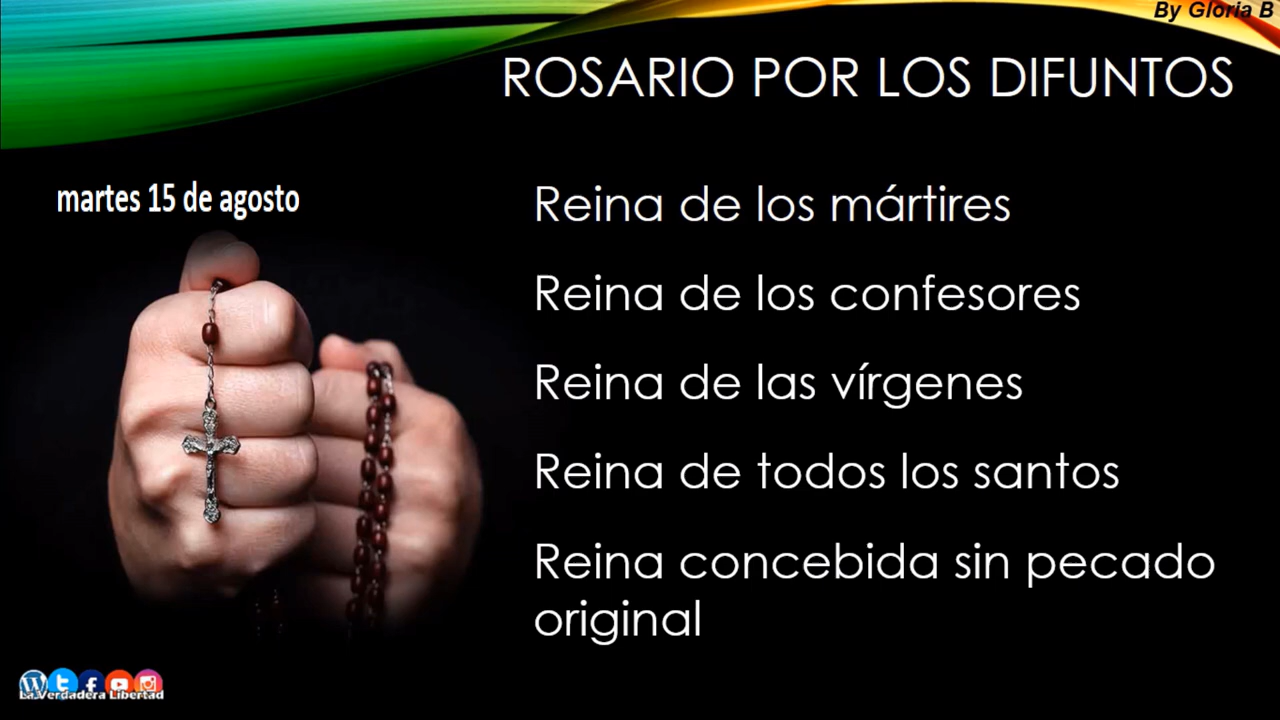 By Gloria B
ROSARIO POR LOS DIFUNTOS
martes 15 de agosto
Reina de los mártires
Reina de los confesores
Reina de las vírgenes
Reina de todos los santos
Reina concebida sin pecado
original
La Verdadera Libertad